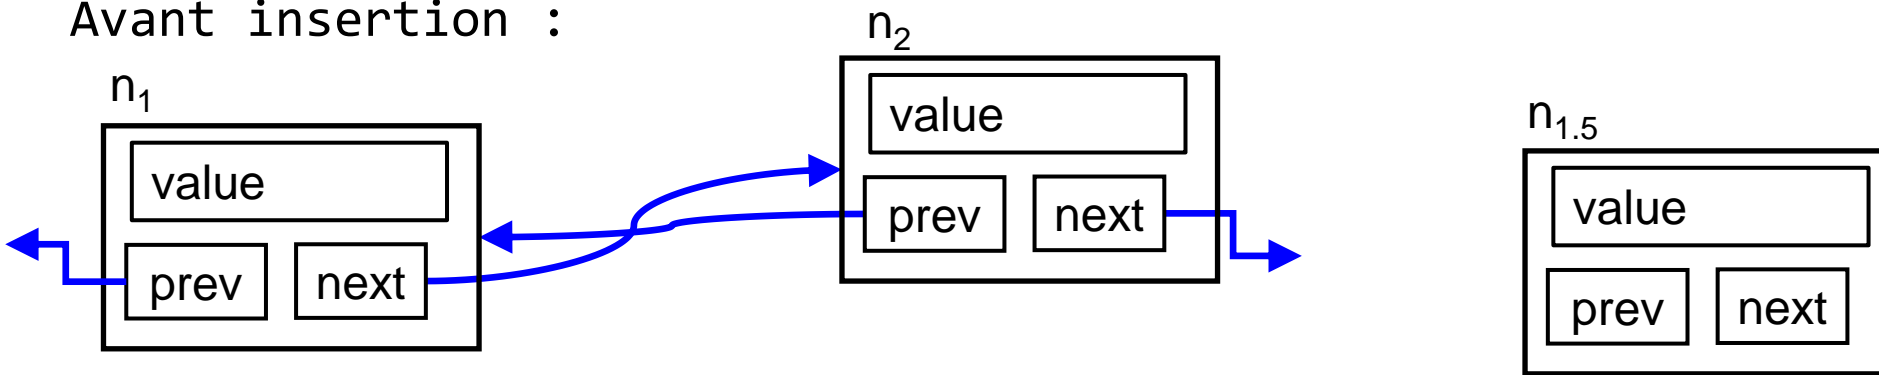 Avant insertion :
n₁
value
prev next
n₂
value
prev next
n₁.₅
value
prev next